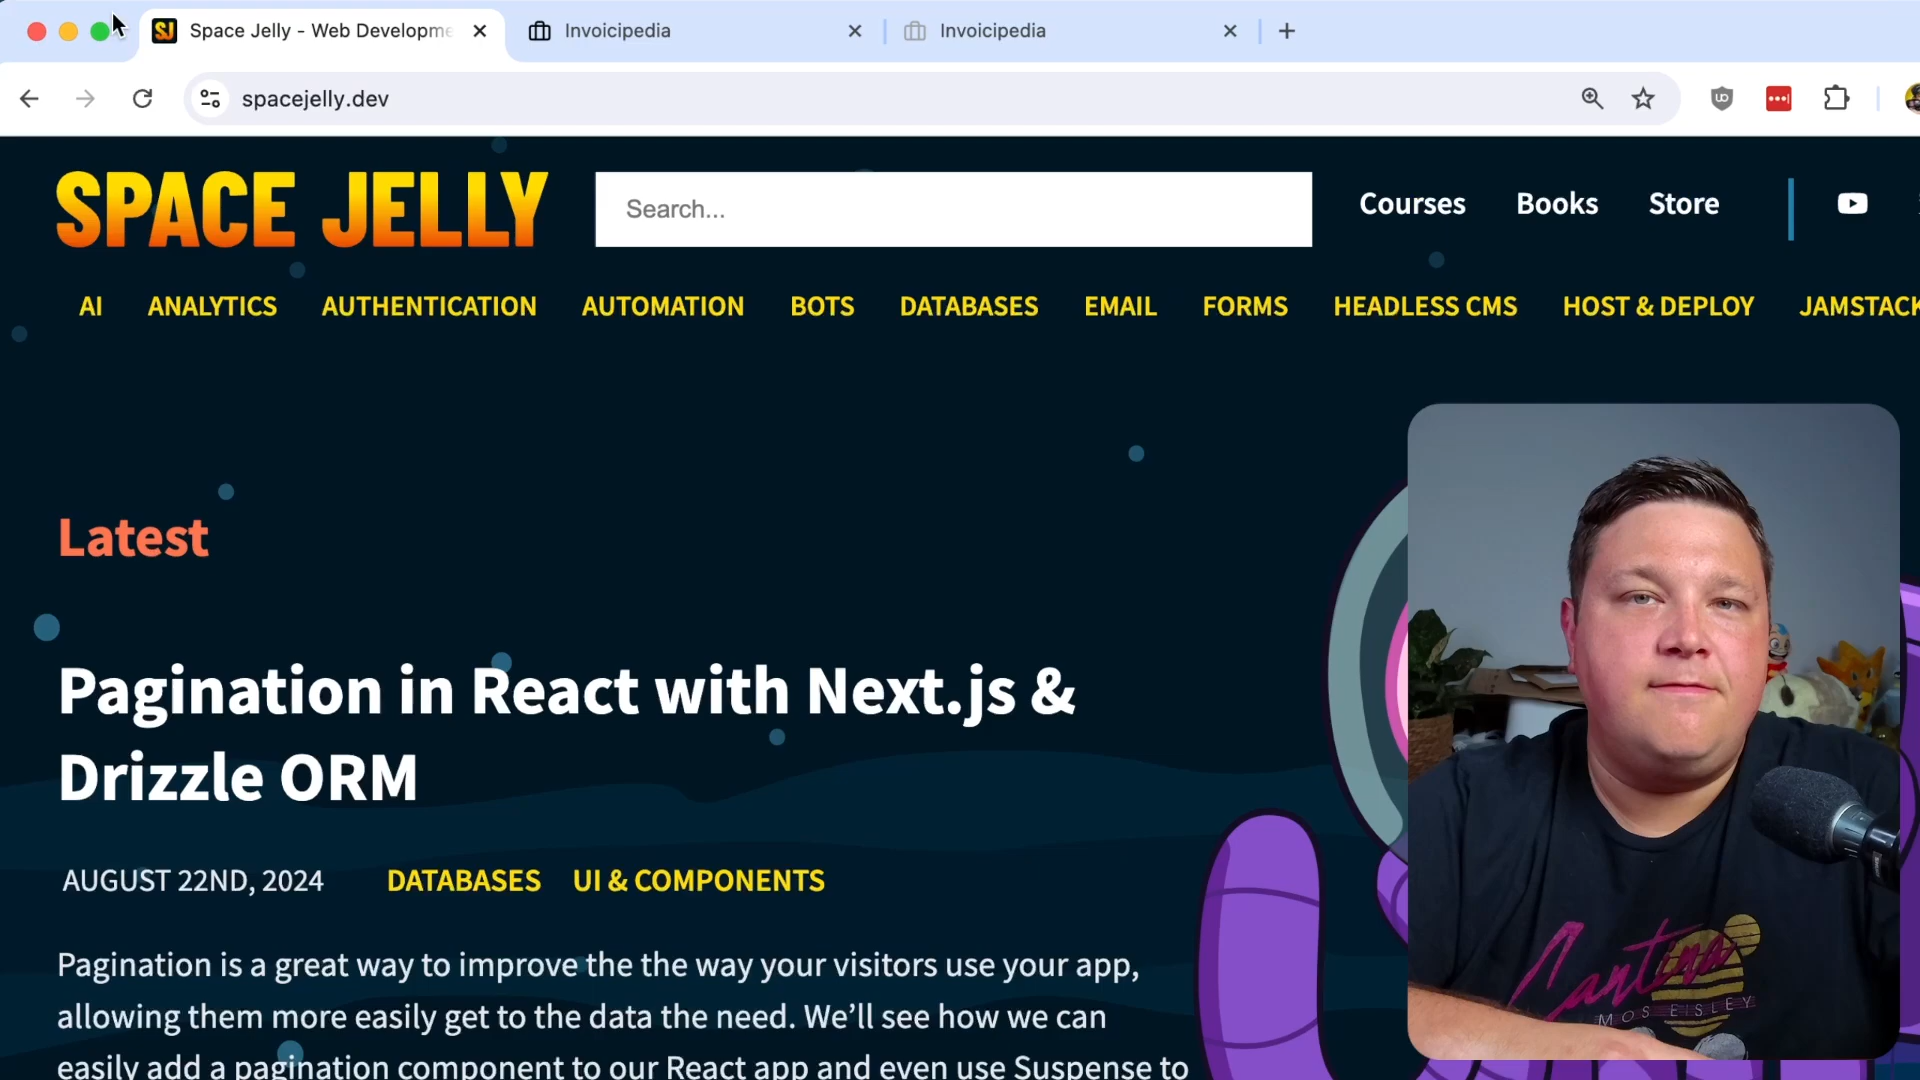 Space Jelly - Web Developme
Invoicipedia
Invoicipedia
spacejelly.dev
SPACE JELLY
Search...
Courses
Books
Store
AI
ANALYTICS
AUTHENTICATION
AUTOMATION
BOTS
DATABASES
EMAIL
FORMS
HEADLESS CMS
HOST & DEPLOY
JAMSTACK
Latest
Pagination in React with Next.js &
Drizzle ORM
AUGUST 22ND, 2024
DATABASES
UI & COMPONENTS
Pagination is a great way to improve the the way your visitors use your app,
allowing them more easily get to the data the need. We’ll see how we can
easily add a pagination component to our React app and even use Suspense to
Cantina
MOS EISLEY